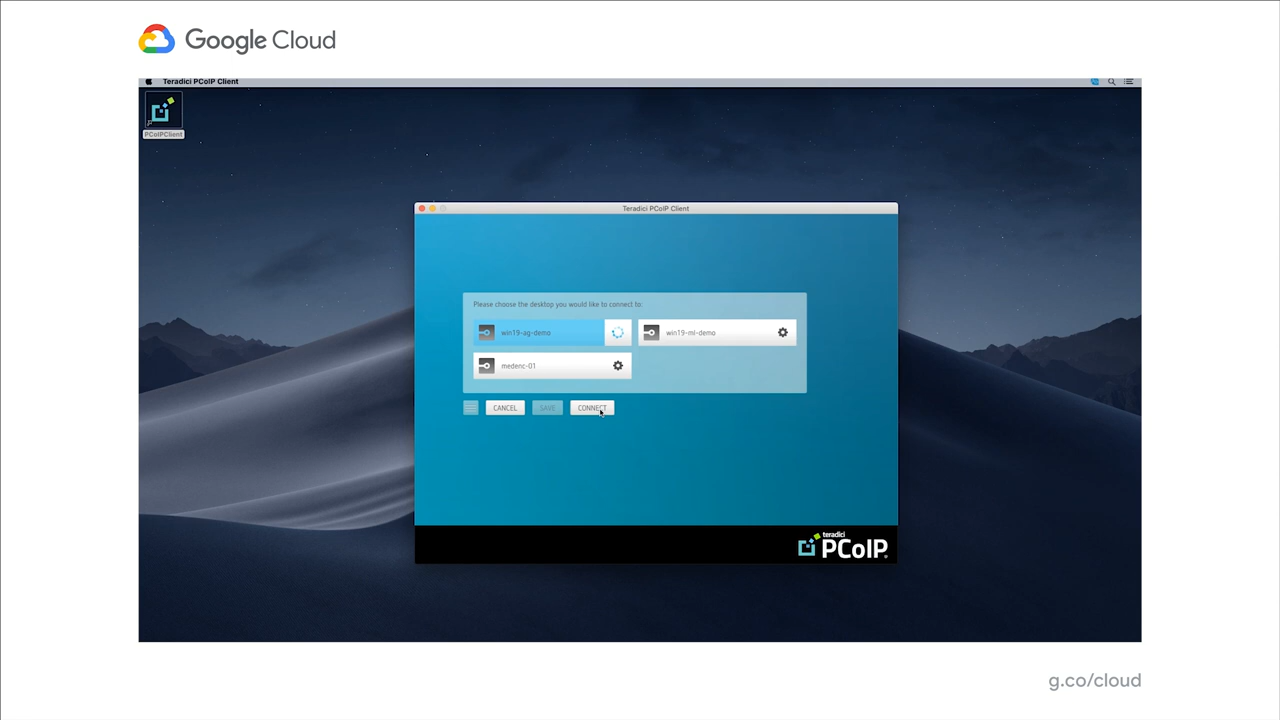 Google Cloud
Teradici PCoIP Client
PCoIPClient
Teradici PCoIP Client
Please choose the desktop you would like to connect to:
win19-ag-demo
win19-ml-demo
medenc-01
CANCEL
SAVE
CONNECT
teradici
PCoIP®
g.co/cloud